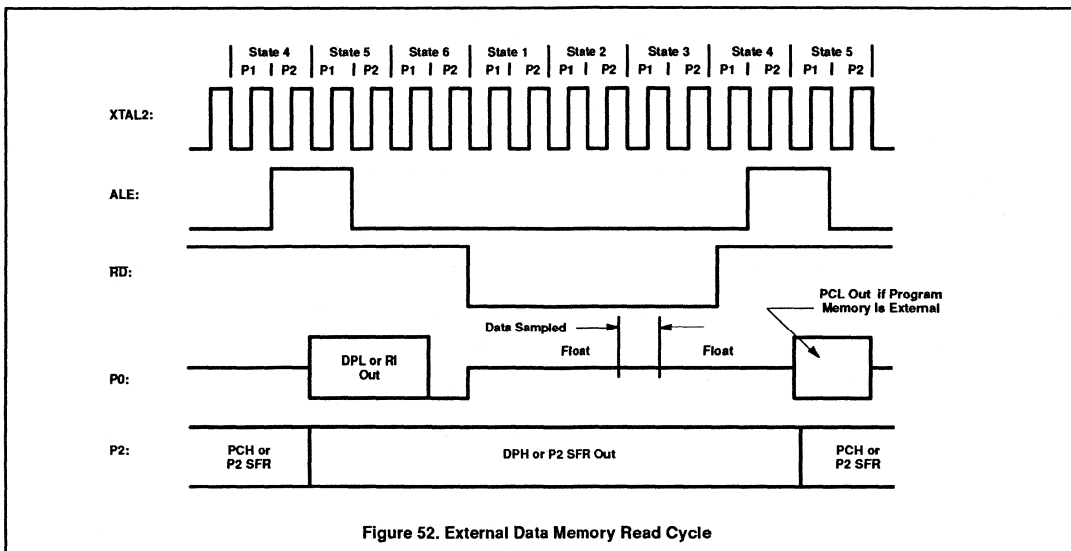 State 4 State 5 State 6 State 1 State 2 State 3 State 4 State 5
P1 P2 P1 P2 P1 P2 P1 P2 P1 P2 P1 P2 P1 P2 P1 P2
XTAL2:
ALE:
RD:
PCL Out if Program
Memory is External
Data Sampled
Float Float
DPL or RI
Out
P0:
P2:
PCH or
P2 SFR
DPH or P2 SFR Out
PCH or
P2 SFR
Figure 52. External Data Memory Read Cycle